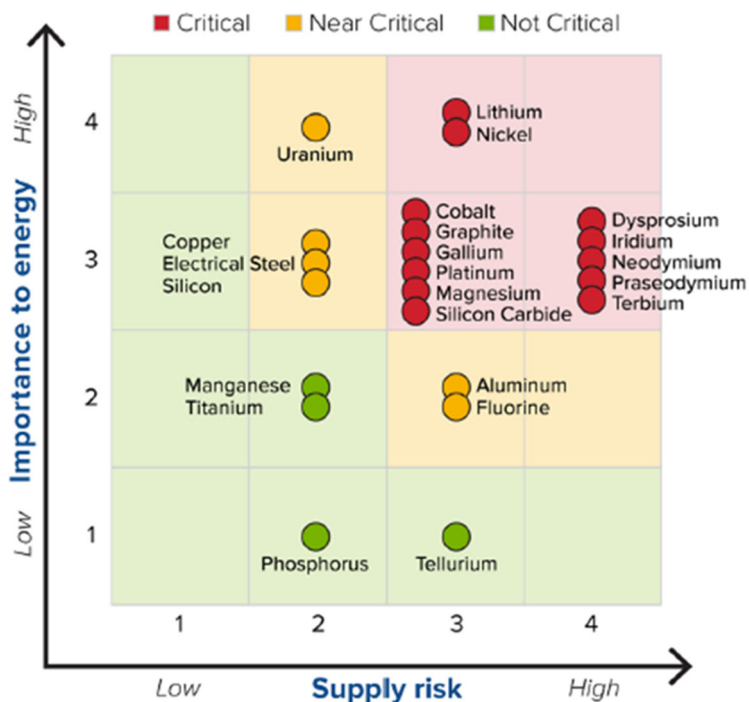 Critical Near Critical Not Critical
High
4
Lithium
Nickel
Uranium
Importance to energy
3
Copper
Electrical Steel
Silicon
Cobalt
Graphite
Gallium
Platinum
Magnesium
Silicon Carbide
Dysprosium
Iridium
Neodymium
Praseodymium
Terbium
2
Manganese
Titanium
Aluminum
Fluorine
Low
1
Phosphorus
Tellurium
1 2 3 4
Low Supply risk High